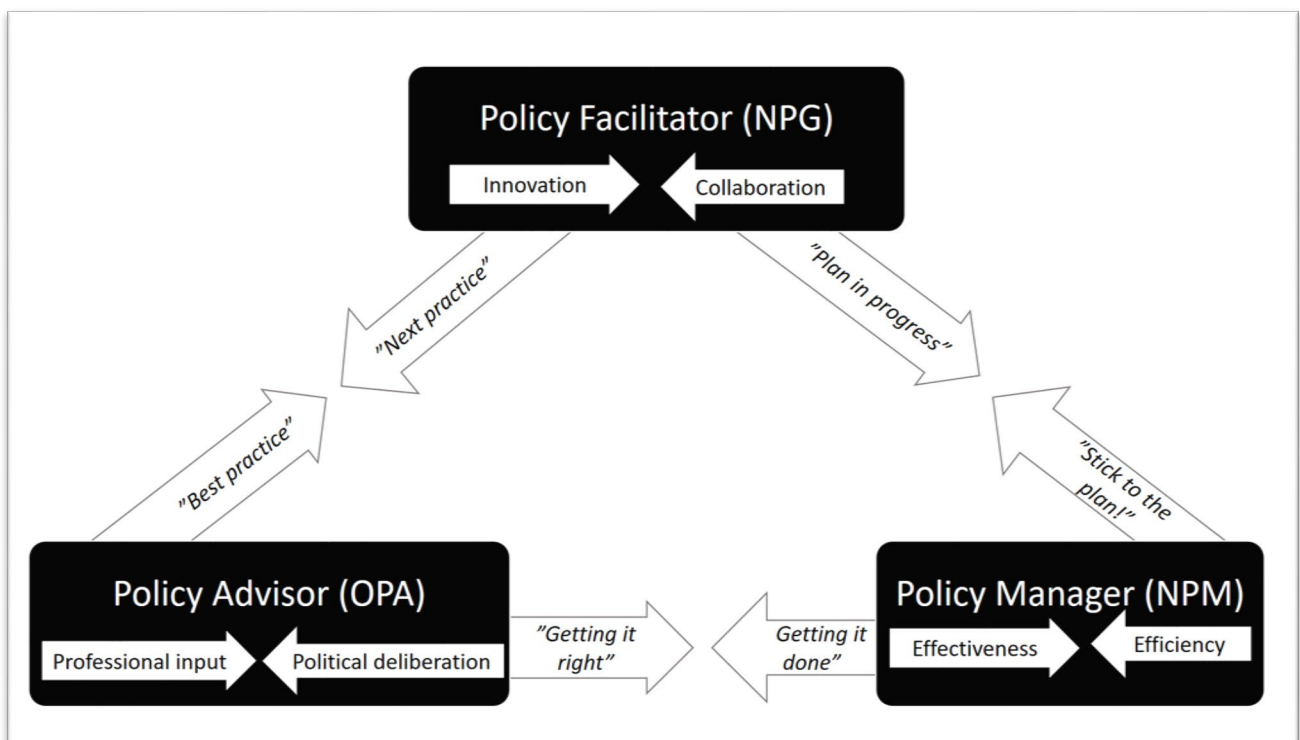 Policy Facilitator (NPG)
Innovation
Collaboration
”Next practice”
”Plan in progress”
”Best practice”
”Stick to the
plan!”
Policy Advisor (OPA)
Professional input
Political deliberation
”Getting it
right”
Getting it
done”
Policy Manager (NPM)
Effectiveness
Efficiency